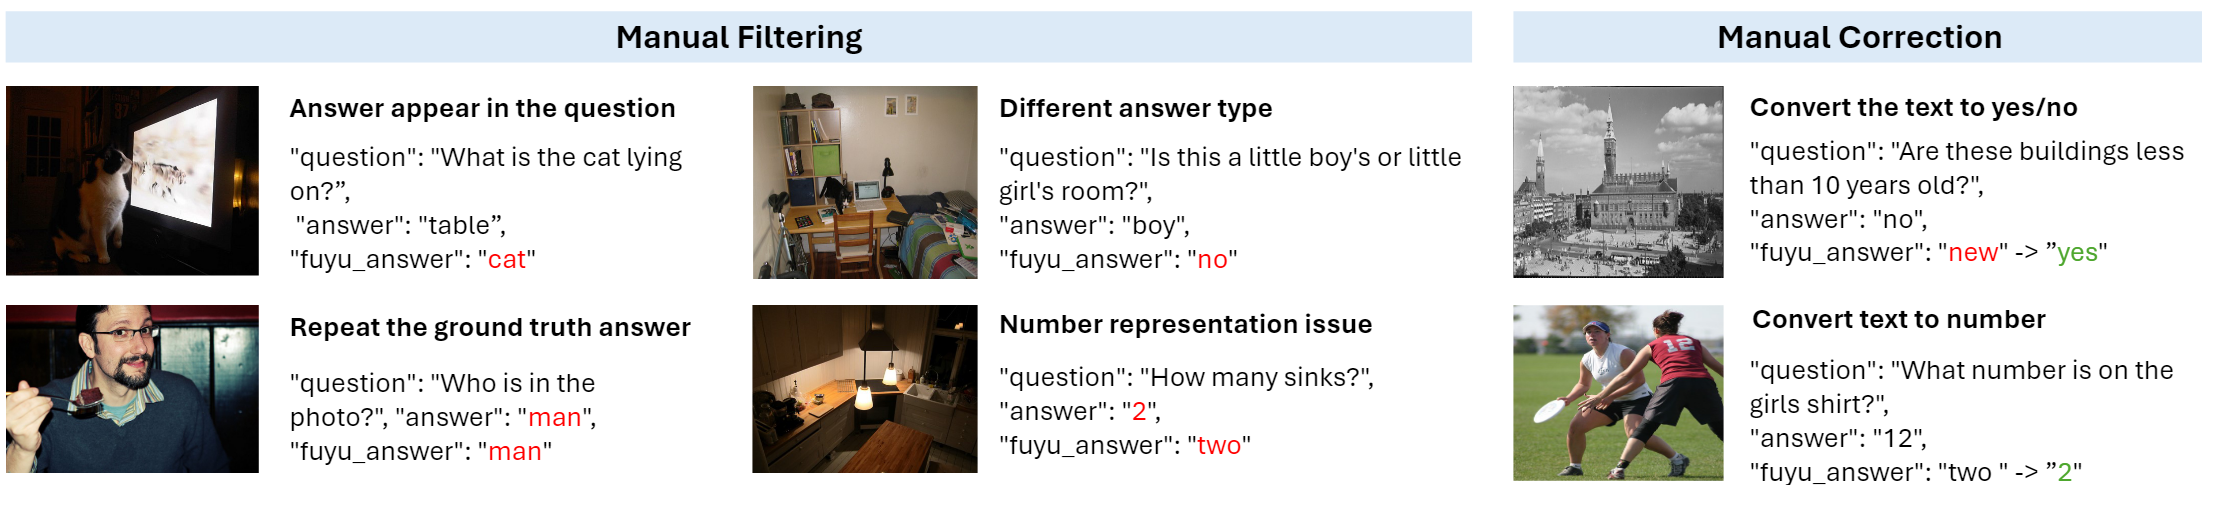 Manual Filtering
Answer appear in the question
"question": "What is the cat lying
on?”,
"answer": "table”,
"fuyu_answer": "cat"
Repeat the ground truth answer
"question": "Who is in the
photo?", "answer": "man",
"fuyu_answer": "man"
Different answer type
"question": "Is this a little boy's or little
girl's room?",
"answer": "boy",
"fuyu_answer": "no"
Number representation issue
"question": "How many sinks?",
"answer": "2",
"fuyu_answer": "two"
Manual Correction
Convert the text to yes/no
"question": "Are these buildings less
than 10 years old?",
"answer": "no",
"fuyu_answer": "new" -> ”yes"
12
Convert text to number
"question": "What number is on the
girls shirt?",
"answer": "12",
"fuyu_answer": "two " -> ”2"